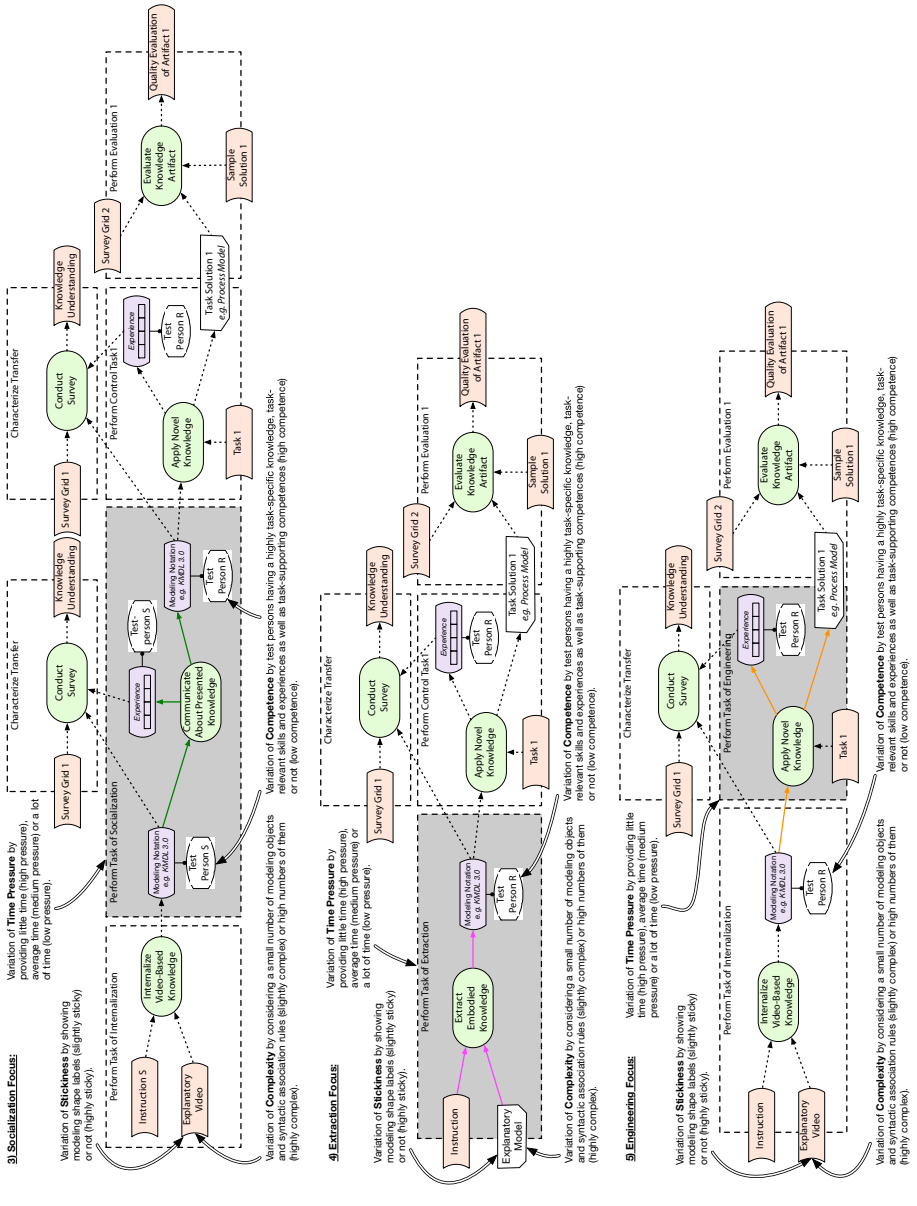 3) Socialization Focus:
Variation of Time Pressure by
providing little time (high pressure),
average time (medium pressure) or a lot
of time (low pressure).
Variation of Stickiness by showing
modeling shape labels (slightly sticky)
or not (highly sticky).
Perform Task of Internalization
Instruction S
Explanatory
Video
Internalize
Video-Based
Knowledge
Perform Task of Socialization
Modeling Notation
e.g. KMDL 3.0
Test
Person S
Communicate
About Presented
Knowledge
Experience
Test-
person S
Modeling Notation
e.g. KMDL 3.0
Test
Person R
Characterize Transfer
Survey Grid 1
Conduct
Survey
Knowledge
Understanding
Characterize Transfer
Survey Grid 1
Conduct
Survey
Knowledge
Understanding
Perform Control Task1
Apply Novel
Knowledge
Task 1
Experience
Test
Person R
Task Solution 1
e.g. Process Model
Perform Evaluation 1
Survey Grid 2
Evaluate
Knowledge
Artifact
Sample
Solution 1
Quality Evaluation
of Artifact 1
Variation of Complexity by considering a small number of modeling objects
and syntactic association rules (slightly complex) or high numbers of them
(highly complex).
Variation of Competence by test persons having a highly task-specific knowledge, task-
relevant skills and experiences as well as task-supporting competences (high competence)
or not (low competence).
4) Extraction Focus:
Variation of Time Pressure by
providing little time (high pressure),
average time (medium pressure) or
a lot of time (low pressure).
Variation of Stickiness by showing
modeling shape labels (slightly sticky)
or not (highly sticky).
Perform Task of Extraction
Instruction
Explanatory
Model
Extract
Embodied
Knowledge
Modeling Notation
e.g. KMDL 3.0
Test
Person R
Characterize Transfer
Survey Grid 1
Conduct
Survey
Knowledge
Understanding
Perform Control Task1
Apply Novel
Knowledge
Task 1
Experience
Test
Person R
Task Solution 1
e.g. Process Model
Perform Evaluation 1
Survey Grid 2
Evaluate
Knowledge
Artifact
Sample
Solution 1
Quality Evaluation
of Artifact 1
Variation of Complexity by considering a small number of modeling objects
and syntactic association rules (slightly complex) or high numbers of them
(highly complex).
Variation of Competence by test persons having a highly task-specific knowledge, task-
relevant skills and experiences as well as task-supporting competences (high competence)
or not (low competence).
5) Engineering Focus:
Variation of Time Pressure by providing little
time (high pressure), average time (medium
pressure) or a lot of time (low pressure).
Variation of Stickiness by showing
modeling shape labels (slightly sticky)
or not (highly sticky).
Perform Task of Internalization
Instruction
Explanatory
Video
Internalize
Video-Based
Knowledge
Modeling Notation
e.g. KMDL 3.0
Test
Person R
Characterize Transfer
Survey Grid 1
Conduct
Survey
Knowledge
Understanding
Perform Task of Engineering
Apply Novel
Knowledge
Task 1
Experience
Test
Person R
Task Solution 1
e.g. Process Model
Perform Evaluation 1
Survey Grid 2
Evaluate
Knowledge
Artifact
Sample
Solution 1
Quality Evaluation
of Artifact 1
Variation of Complexity by considering a small number of modeling objects
and syntactic association rules (slightly complex) or high numbers of them
(highly complex).
Variation of Competence by test persons having a highly task-specific knowledge, task-
relevant skills and experiences as well as task-supporting competences (high competence)
or not (low competence).